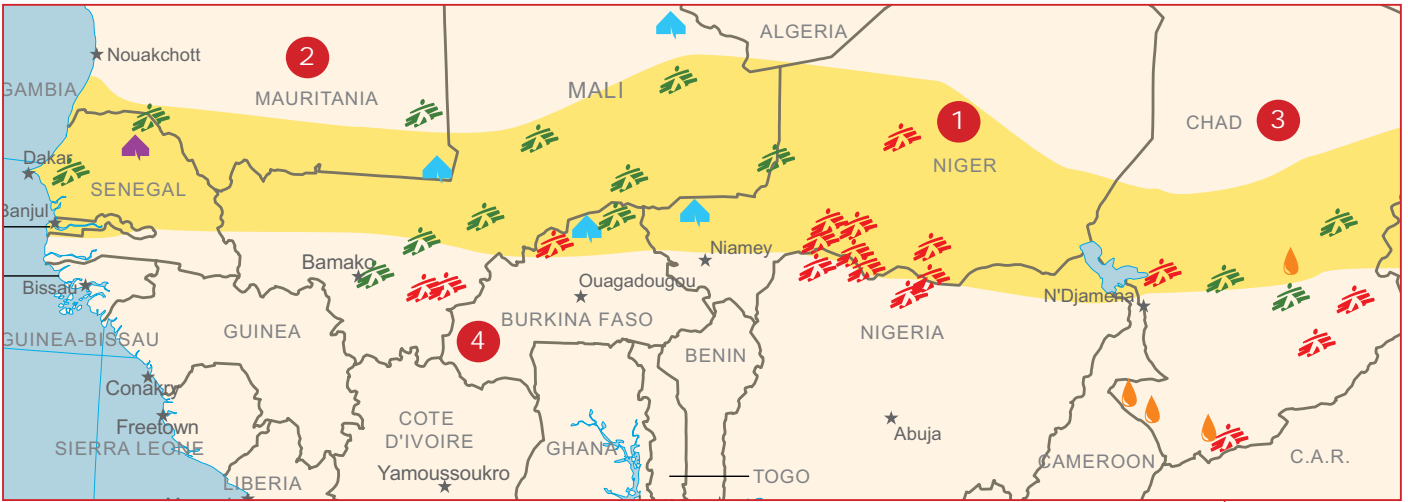 ALGERIA
Nouakchott
2
GAMBIA
MAURITANIA
MALI
1
3
CHAD
Dakar
NIGER
SENEGAL
Banjul
Niamey
Bamako
Ouagadougou
Bissau
N'Djamena
BURKINA FASO
GUINEA
NIGERIA
GUINEA-BISSAU
4
BENIN
Conakry
COTE
D'IVOIRE
Freetown
Abuja
SIERRA LEONE
GHANA
C.A.R.
CAMEROON
Yamoussoukro
TOGO
LIBERIA